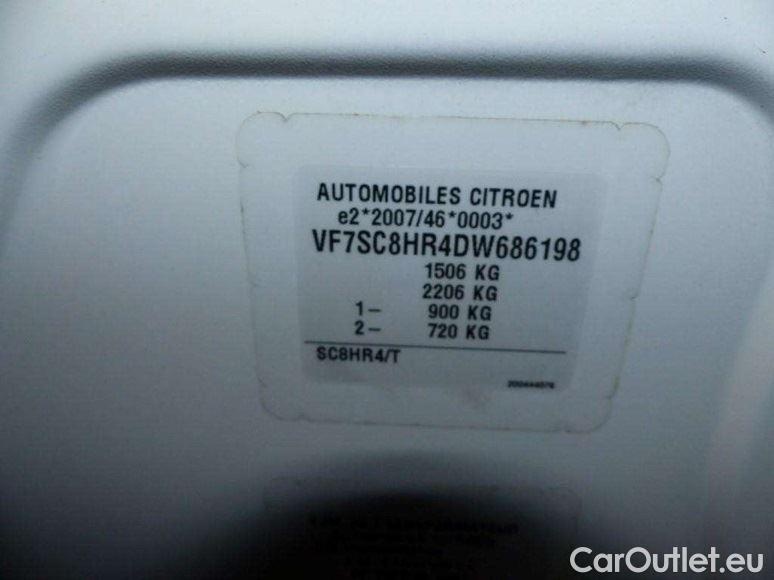 AUTOMOBILES CITROEN
e2*2007/46*0003*
VF7SC8HR4DW686198
1506 KG
2206 KG
1- 900 KG
2- 720 KG
SC8HR4/T
CarOutlet.eu